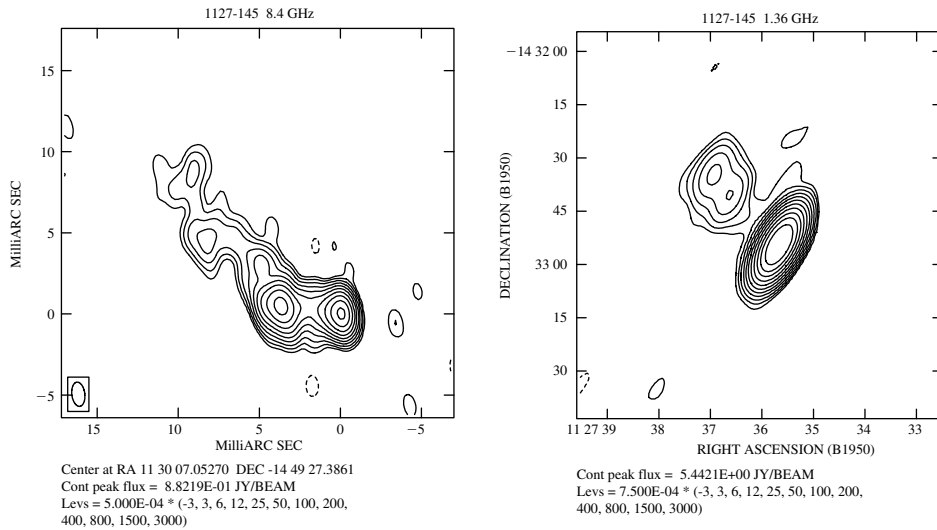 1127-145 8.4 GHz
15
10
5
0
−5
MilliARC SEC
15 10 5 0 −5
MilliARC SEC
Center at RA 11 30 07.05270 DEC -14 49 27.3861
Cont peak flux = 8.8219E-01 JY/BEAM
Levs = 5.000E-04 * (-3, 3, 6, 12, 25, 50, 100, 200,
400, 800, 1500, 3000)
1127-145 1.36 GHz
−14 32 00
15
30
45
33 00
15
30
DECLINATION (B1950)
11 27 39 38 37 36 35 34 33
RIGHT ASCENSION (B1950)
Cont peak flux = 5.4421E+00 JY/BEAM
Levs = 7.500E-04 * (-3, 3, 6, 12, 25, 50, 100, 200,
400, 800, 1500, 3000)